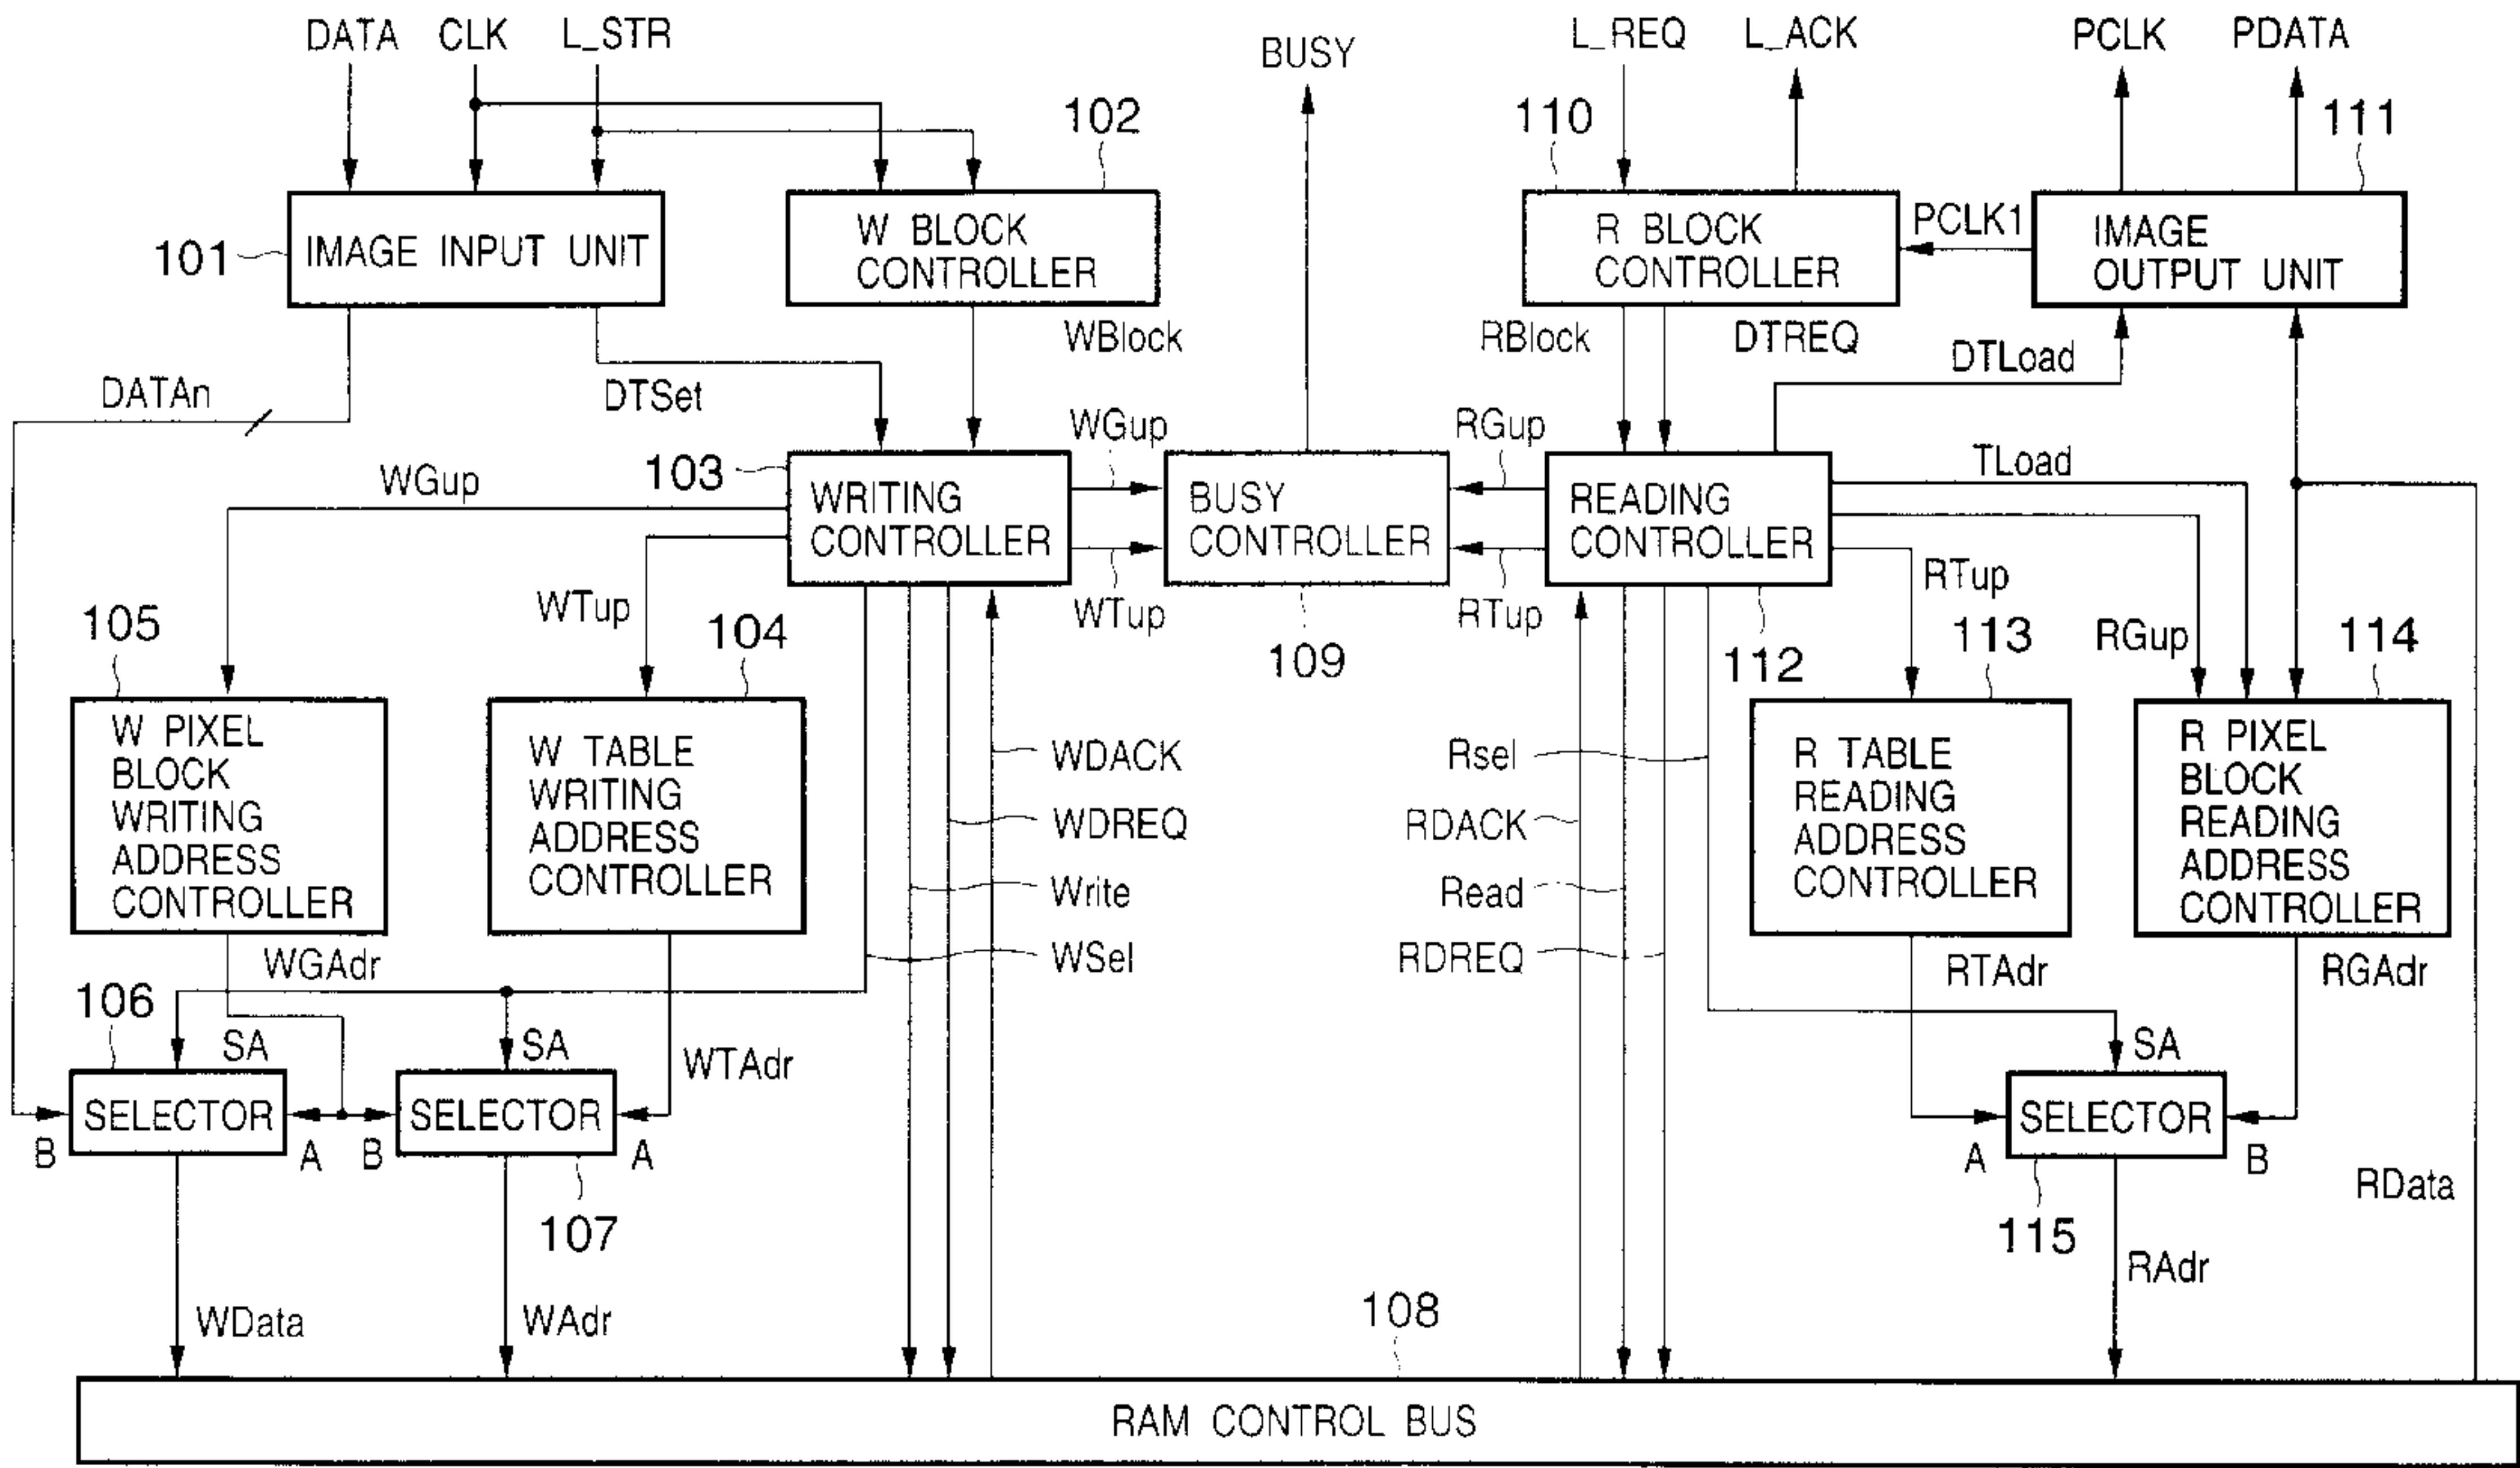 DATA
CLK
L_STR
BUSY
L_REQ
L_ACK
PCLK
PDATA
102
110
111
101
IMAGE INPUT UNIT
W BLOCK
CONTROLLER
R BLOCK
CONTROLLER
PCLK1
IMAGE
OUTPUT UNIT
WBlock
RBlock
DTREQ
DTLoad
DATAn
DTSet
WGup
RGup
WGup
103
WRITING
CONTROLLER
BUSY
CONTROLLER
READING
CONTROLLER
TLoad
RTup
WTup
WTup
RTup
105
104
109
112
113
RGup
114
W PIXEL
BLOCK
WRITING
ADDRESS
CONTROLLER
W TABLE
WRITING
ADDRESS
CONTROLLER
WDACK
WDREQ
Write
WSel
Rsel
RDACK
Read
RDREQ
R TABLE
READING
ADDRESS
CONTROLLER
R PIXEL
BLOCK
READING
ADDRESS
CONTROLLER
WGAdr
RTAdr
RGAdr
106
SA
SA
WTAdr
SA
SELECTOR
SELECTOR
SELECTOR
B
A
B
A
A
B
107
115
RData
WData
WAdr
108
RAdr
RAM CONTROL BUS